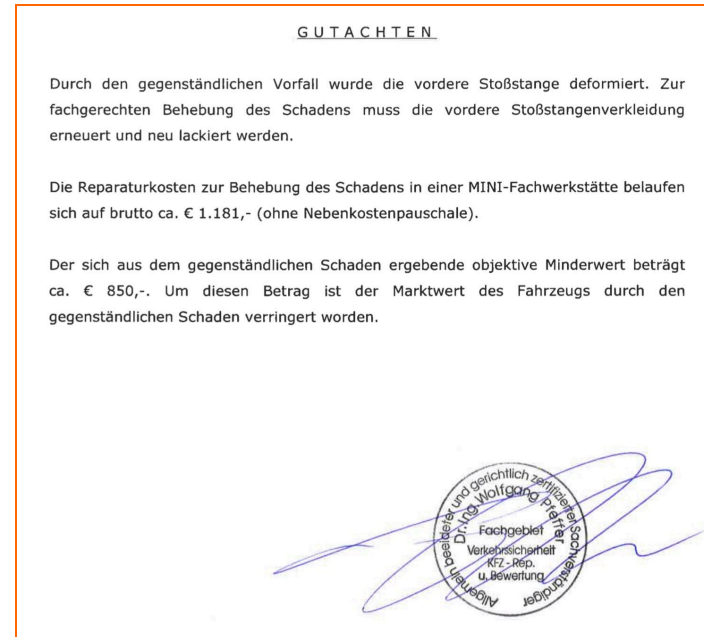 GUTACHTEN
Durch den gegenständlichen Vorfall wurde die vordere Stoßstange deformiert. Zur
fachgerechten Behebung des Schadens muss die vordere Stoßstangenverkleidung
erneuert und neu lackiert werden.
Die Reparaturkosten zur Behebung des Schadens in einer MINI-Fachwerkstätte belaufen
sich auf brutto ca. € 1.181,- (ohne Nebenkostenpauschale).
Der sich aus dem gegenständlichen Schaden ergebende objektive Minderwert beträgt
ca. € 850,-. Um diesen Betrag ist der Marktwert des Fahrzeugs durch den
gegenständlichen Schaden verringert worden.
Allgemein beeideter und gerichtlich zertifizierter Sachverständiger
Dr. Ing. Wolfgang Pfeffer
Fachgebiet
Verkehrssicherheit
KFZ - Rep.
u. Bewertung